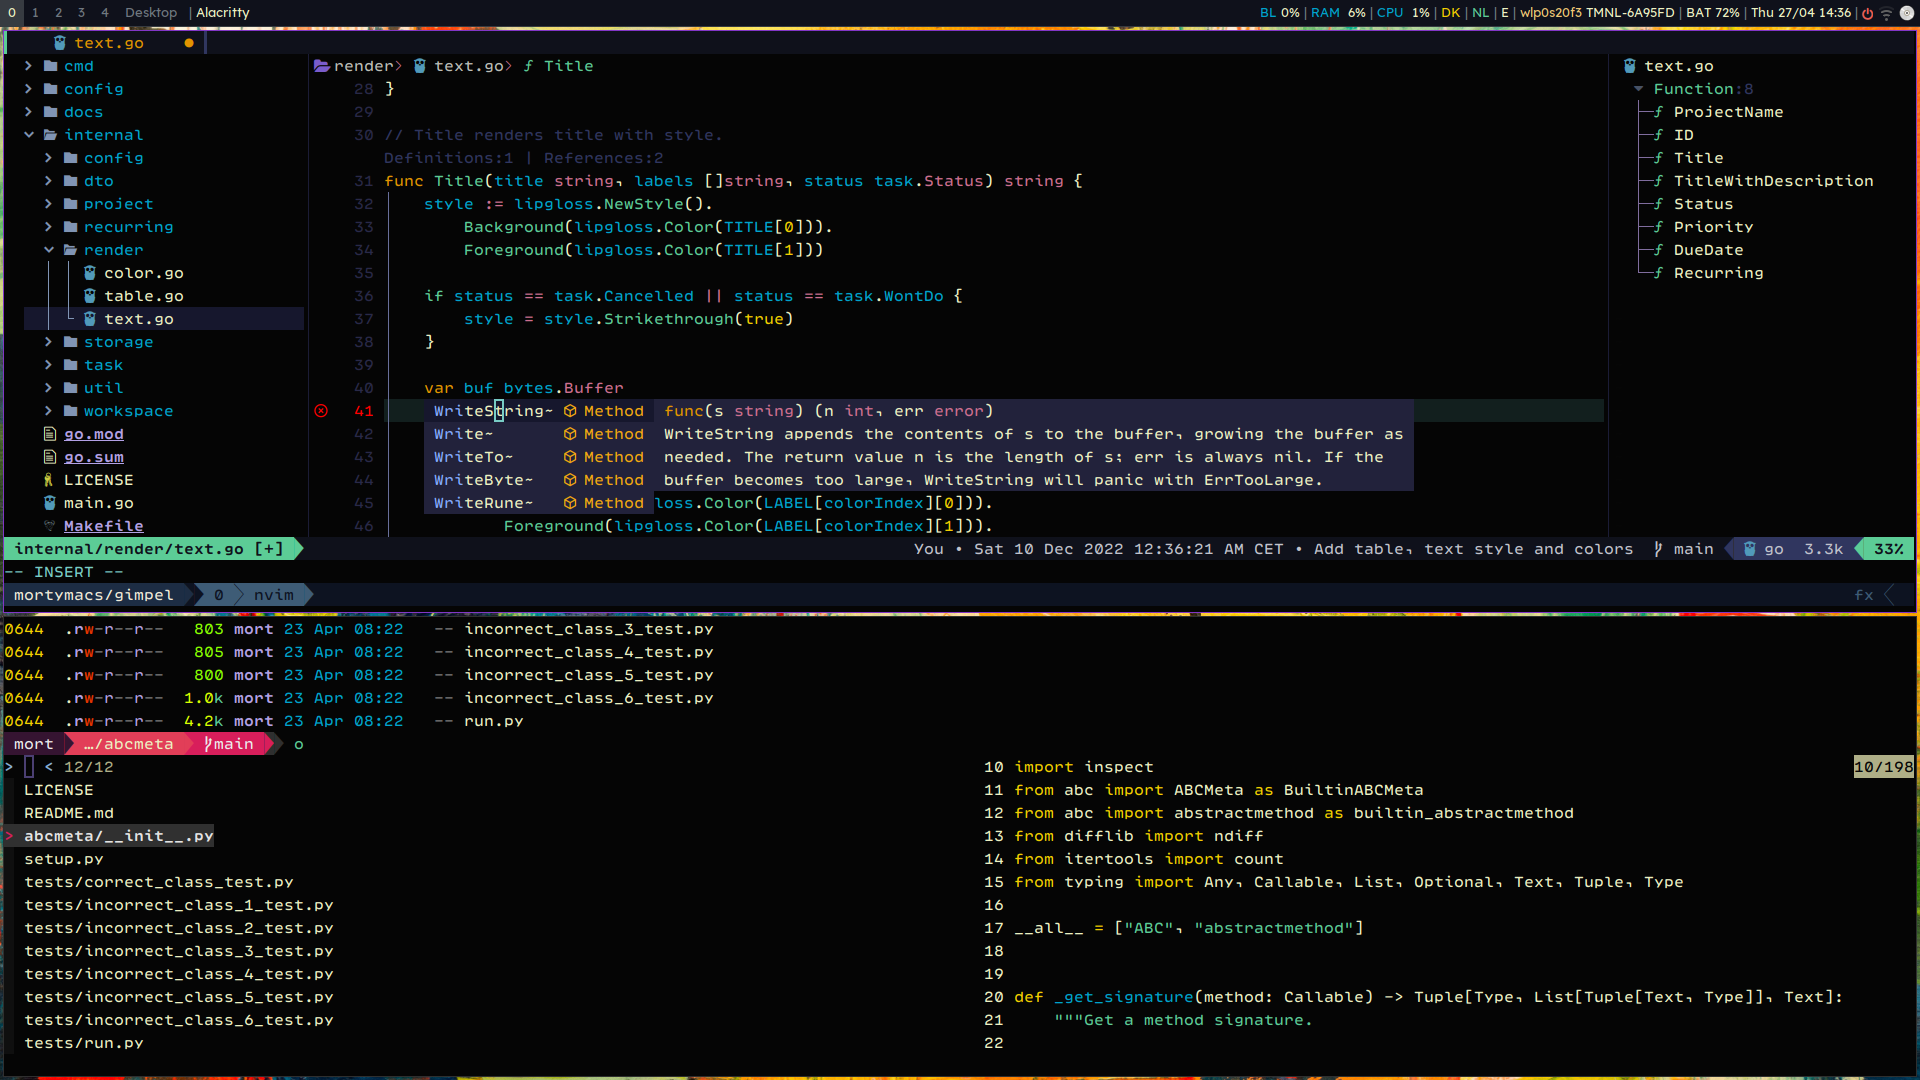 0 1 2 3 4 Desktop | Alacritty
BL 0% | RAM 6% | CPU 1% | DK | NL | E | wlp0s20f3 TMNL-6A95FD | BAT 72% | Thu 27/04 14:36 |
text.go
cmd
config
docs
internal
config
dto
project
recurring
render
color.go
table.go
text.go
storage
task
util
workspace
go.mod
go.sum
LICENSE
main.go
Makefile
render> text.go> f Title
28 }
29
30 // Title renders title with style.
Definitions:1 | References:2
31 func Title(title string, labels []string, status task.Status) string {
32 style := lipgloss.NewStyle().
33 Background(lipgloss.Color(TITLE[0])).
34 Foreground(lipgloss.Color(TITLE[1]))
35
36 if status == task.Cancelled || status == task.WontDo {
37 style = style.Strikethrough(true)
38 }
39
40 var buf bytes.Buffer
41 WriteString~ Method func(s string) (n int, err error)
42 Write~ Method WriteString appends the contents of s to the buffer, growing the buffer as
43 WriteTo~ Method needed. The return value n is the length of s; err is always nil. If the
44 WriteByte~ Method buffer becomes too large, WriteString will panic with ErrTooLarge.
45 WriteRune~ Method loss.Color(LABEL[colorIndex][0])).
46 Foreground(lipgloss.Color(LABEL[colorIndex][1])).
text.go
Function:8
f ProjectName
f ID
f Title
f TitleWithDescription
f Status
f Priority
f DueDate
f Recurring
internal/render/text.go [+] You • Sat 10 Dec 2022 12:36:21 AM CET • Add table, text style and colors main go 3.3k 33%
-- INSERT --
mortymacs/gimpel 0 nvim fx
0644 .rw-r--r-- 803 mort 23 Apr 08:22 -- incorrect_class_3_test.py
0644 .rw-r--r-- 805 mort 23 Apr 08:22 -- incorrect_class_4_test.py
0644 .rw-r--r-- 800 mort 23 Apr 08:22 -- incorrect_class_5_test.py
0644 .rw-r--r-- 1.0k mort 23 Apr 08:22 -- incorrect_class_6_test.py
0644 .rw-r--r-- 4.2k mort 23 Apr 08:22 -- run.py
mort …/abcmeta main o
> < 12/12
LICENSE
README.md
> abcmeta/__init__.py
setup.py
tests/correct_class_test.py
tests/incorrect_class_1_test.py
tests/incorrect_class_2_test.py
tests/incorrect_class_3_test.py
tests/incorrect_class_4_test.py
tests/incorrect_class_5_test.py
tests/incorrect_class_6_test.py
tests/run.py
10 import inspect 10/198
11 from abc import ABCMeta as BuiltinABCMeta
12 from abc import abstractmethod as builtin_abstractmethod
13 from difflib import ndiff
14 from itertools import count
15 from typing import Any, Callable, List, Optional, Text, Tuple, Type
16
17 __all__ = ["ABC", "abstractmethod"]
18
19
20 def _get_signature(method: Callable) -> Tuple[Type, List[Tuple[Text, Type]], Text]:
21 """Get a method signature.
22